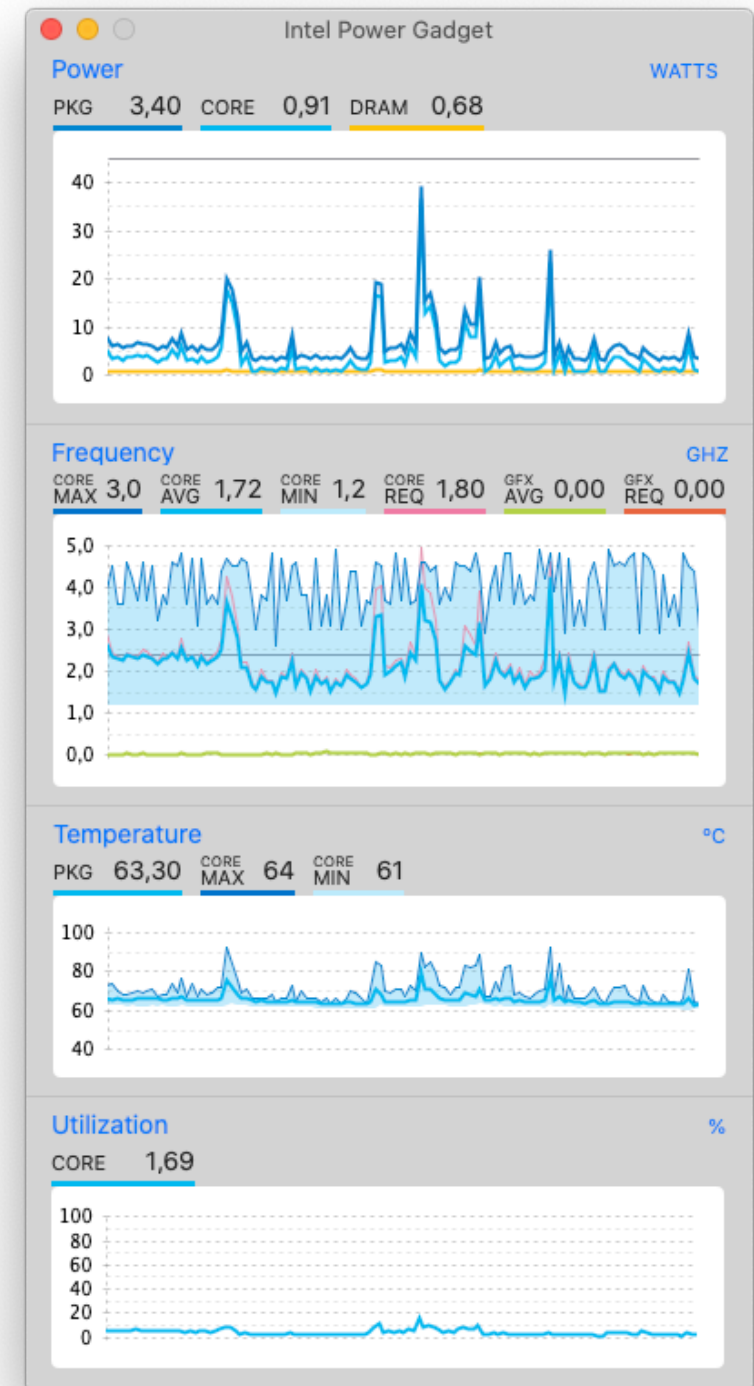 Intel Power Gadget
Power WATTS
PKG 3,40 CORE 0,91 DRAM 0,68
40
30
20
10
0
Frequency GHZ
CORE MAX 3,0 CORE AVG 1,72 CORE MIN 1,2 CORE REQ 1,80 GFX AVG 0,00 GFX REQ 0,00
5,0
4,0
3,0
2,0
1,0
0,0
Temperature ºC
PKG 63,30 CORE MAX 64 CORE MIN 61
100
80
60
40
Utilization %
CORE 1,69
100
80
60
40
20
0